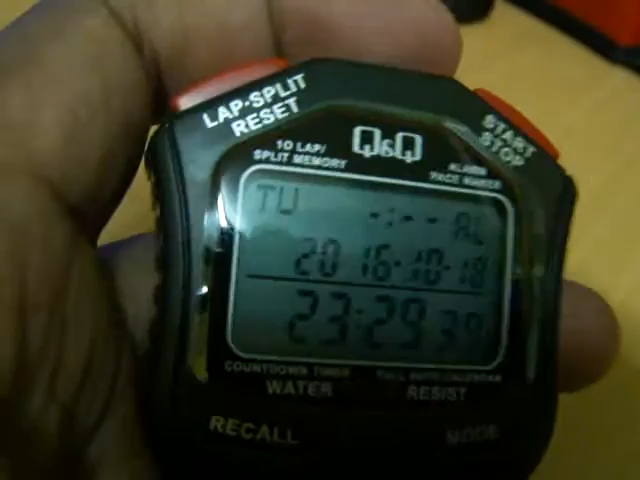 LAP-SPLIT
RESET
START
STOP
10 LAP/
SPLIT MEMORY
Q&Q
ALARM
PACE MAKER
TU -:-- AL
2016-10-18
23:29 39
COUNTDOWN TIMER
FULL AUTO CALENDAR
WATER RESIST
RECALL
MODE